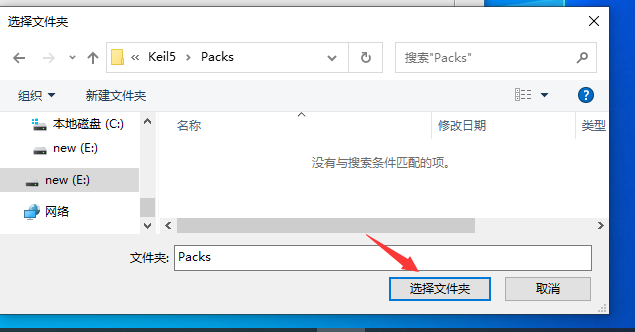 选择文件夹
« Keil5 > Packs
搜索"Packs"
组织
新建文件夹
本地磁盘 (C:)
new (E:)
new (E:)
网络
名称
修改日期
类型
没有与搜索条件匹配的项。
文件夹:
Packs
选择文件夹
取消